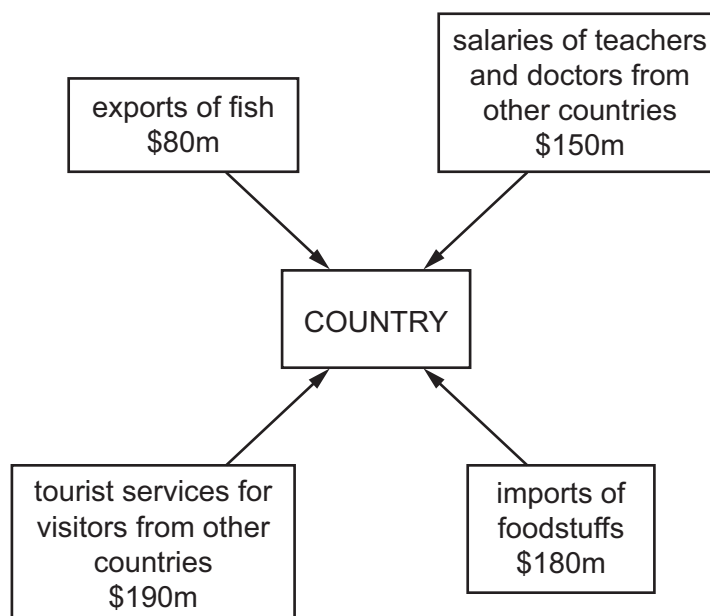 exports of fish
$80m
salaries of teachers
and doctors from
other countries
$150m
COUNTRY
tourist services for
visitors from other
countries
$190m
imports of
foodstuffs
$180m